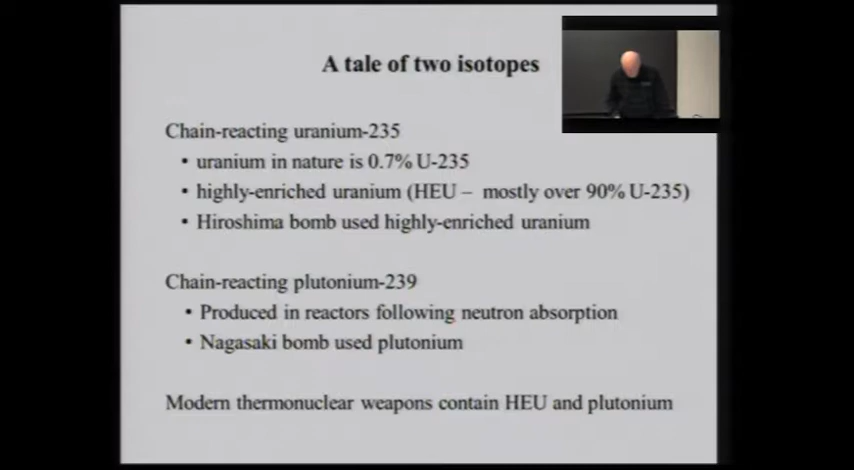 A tale of two isotopes
Chain-reacting uranium-235
• uranium in nature is 0.7% U-235
• highly-enriched uranium (HEU – mostly over 90% U-235)
• Hiroshima bomb used highly-enriched uranium
Chain-reacting plutonium-239
• Produced in reactors following neutron absorption
• Nagasaki bomb used plutonium
Modern thermonuclear weapons contain HEU and plutonium